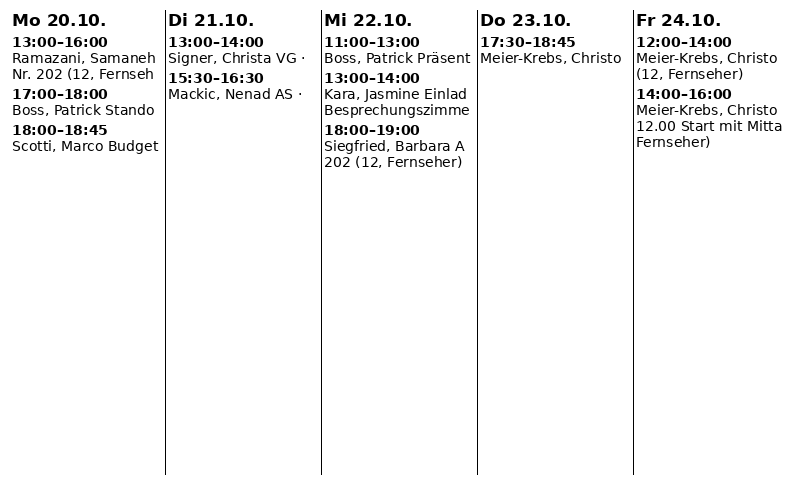 Mo 20.10.
13:00–16:00
Ramazani, Samaneh
Nr. 202 (12, Fernseh
17:00–18:00
Boss, Patrick Stando
18:00–18:45
Scotti, Marco Budget
Di 21.10.
13:00–14:00
Signer, Christa VG ·
15:30–16:30
Mackic, Nenad AS ·
Mi 22.10.
11:00–13:00
Boss, Patrick Präsent
13:00–14:00
Kara, Jasmine Einlad
Besprechungszimme
18:00–19:00
Siegfried, Barbara A
202 (12, Fernseher)
Do 23.10.
17:30–18:45
Meier-Krebs, Christo
Fr 24.10.
12:00–14:00
Meier-Krebs, Christo
(12, Fernseher)
14:00–16:00
Meier-Krebs, Christo
12.00 Start mit Mitta
Fernseher)